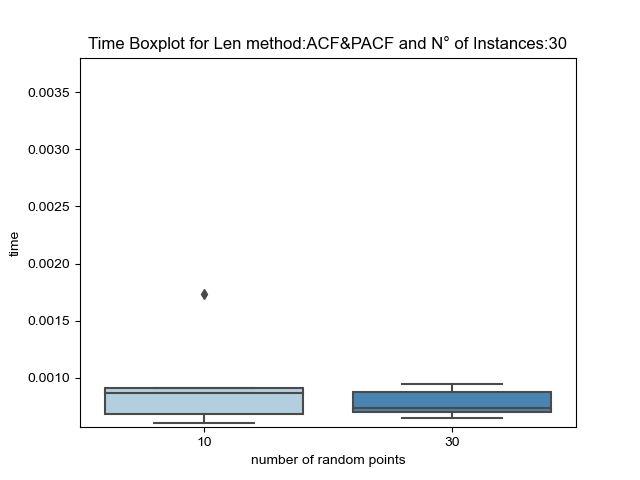 Time Boxplot for Len method:ACF&PACF and N° of Instances:30
0.0035
0.0030
0.0025
0.0020
0.0015
0.0010
time
10 30
number of random points